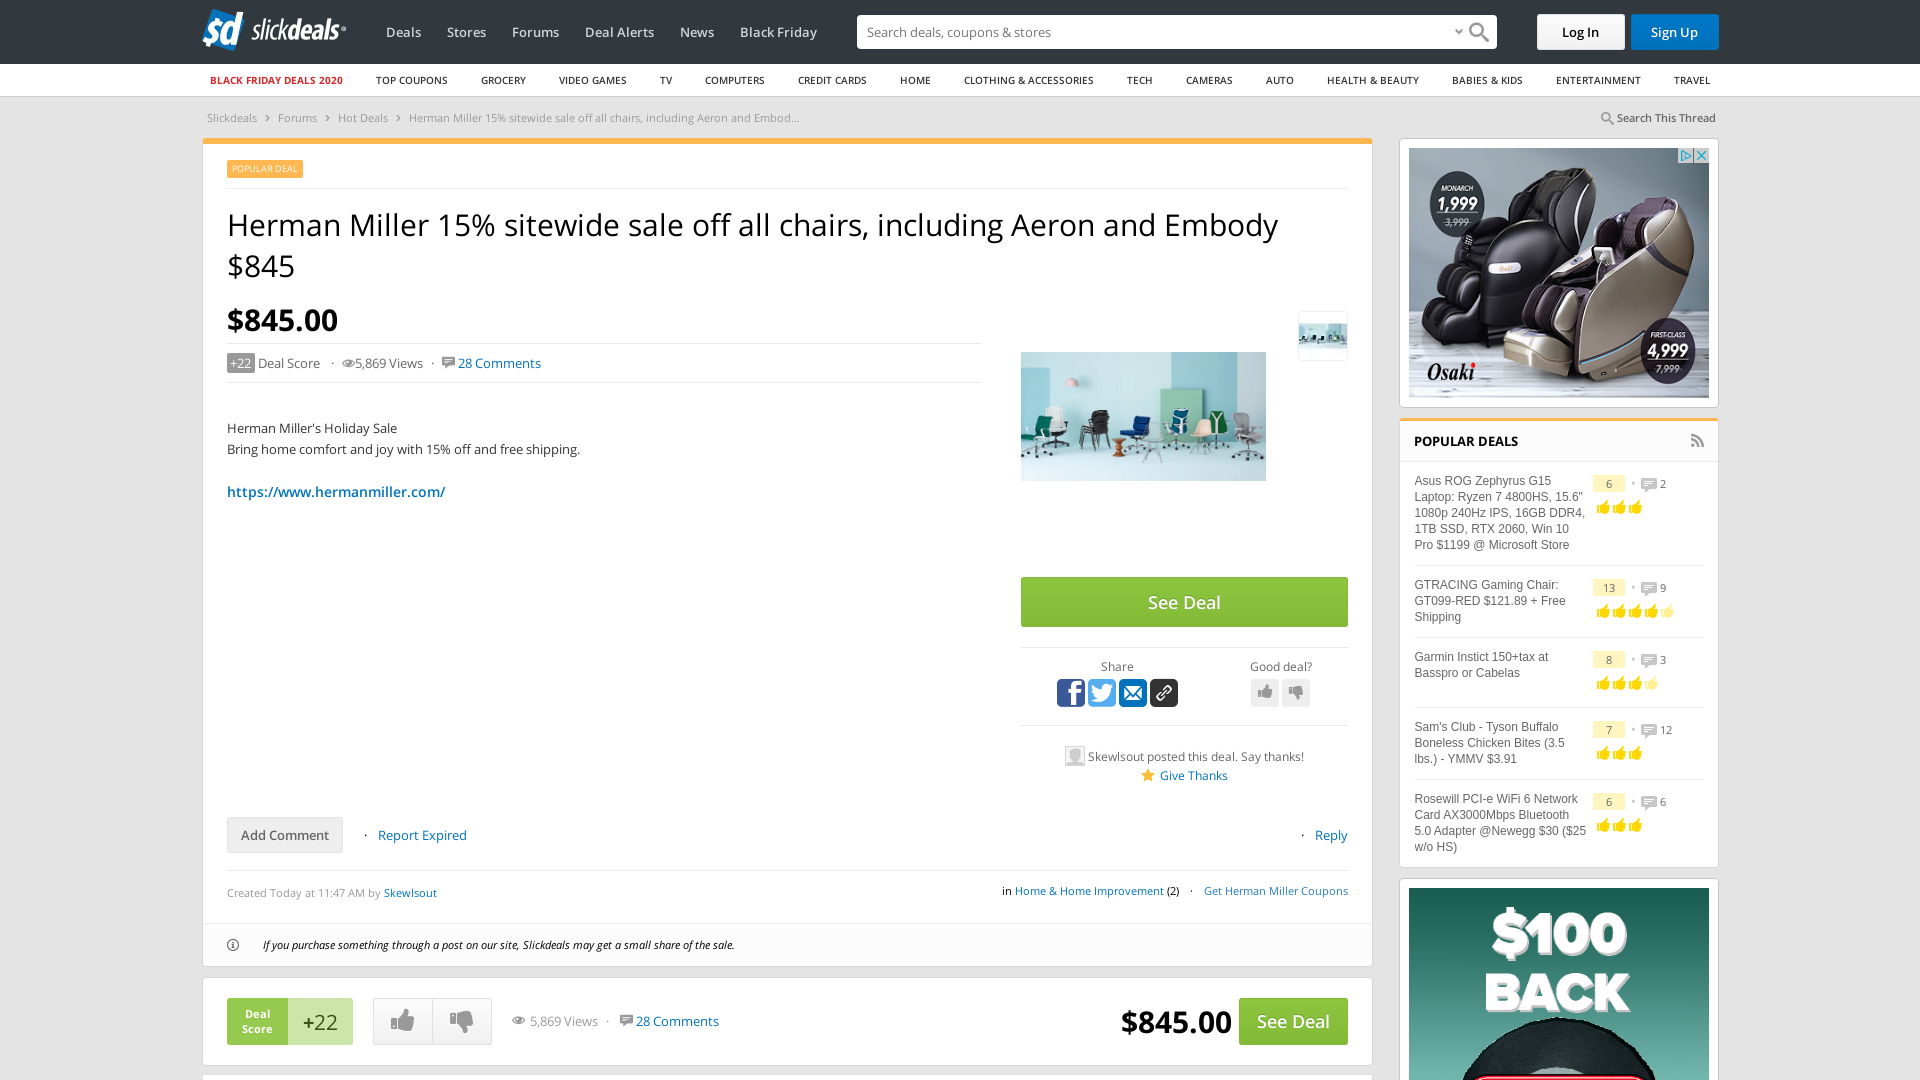 slickdeals
Deals
Stores
Forums
Deal Alerts
News
Black Friday
Search deals, coupons & stores
Log In
Sign Up
BLACK FRIDAY DEALS 2020
TOP COUPONS
GROCERY
VIDEO GAMES
TV
COMPUTERS
CREDIT CARDS
HOME
CLOTHING & ACCESSORIES
TECH
CAMERAS
AUTO
HEALTH & BEAUTY
BABIES & KIDS
ENTERTAINMENT
TRAVEL
Slickdeals › Forums › Hot Deals › Herman Miller 15% sitewide sale off all chairs, including Aeron and Embod...
Search This Thread
POPULAR DEAL
Herman Miller 15% sitewide sale off all chairs, including Aeron and Embody
$845
$845.00
+22 Deal Score · 5,869 Views · 28 Comments
Herman Miller's Holiday Sale
Bring home comfort and joy with 15% off and free shipping.
https://www.hermanmiller.com/
See Deal
Share
Good deal?
Skewlsout posted this deal. Say thanks!
Give Thanks
Add Comment · Report Expired
· Reply
Created Today at 11:47 AM by Skewlsout
in Home & Home Improvement (2) · Get Herman Miller Coupons
If you purchase something through a post on our site, Slickdeals may get a small share of the sale.
Deal
Score
+22
5,869 Views · 28 Comments
$845.00
See Deal
MONARCH
1,999
3,999
Osaki
FIRST-CLASS
4,999
7,999
Osaki
POPULAR DEALS
Asus ROG Zephyrus G15
Laptop: Ryzen 7 4800HS, 15.6"
1080p 240Hz IPS, 16GB DDR4,
1TB SSD, RTX 2060, Win 10
Pro $1199 @ Microsoft Store
6 • 2
GTRACING Gaming Chair:
GT099-RED $121.89 + Free
Shipping
13 • 9
Garmin Instict 150+tax at
Basspro or Cabelas
8 • 3
Sam's Club - Tyson Buffalo
Boneless Chicken Bites (3.5
lbs.) - YMMV $3.91
7 • 12
Rosewill PCI-e WiFi 6 Network
Card AX3000Mbps Bluetooth
5.0 Adapter @Newegg $30 ($25
w/o HS)
6 • 6
$100
BACK